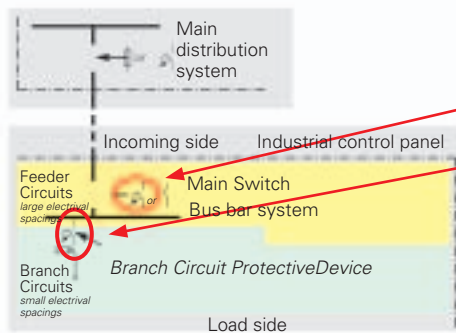 Main
distribution
system
Incoming side Industrial control panel
Feeder
Circuits
large electrival
spacings
or
Main Switch
Bus bar system
Branch Circuit ProtectiveDevice
Branch
Circuits
small electrival
spacings
Load side